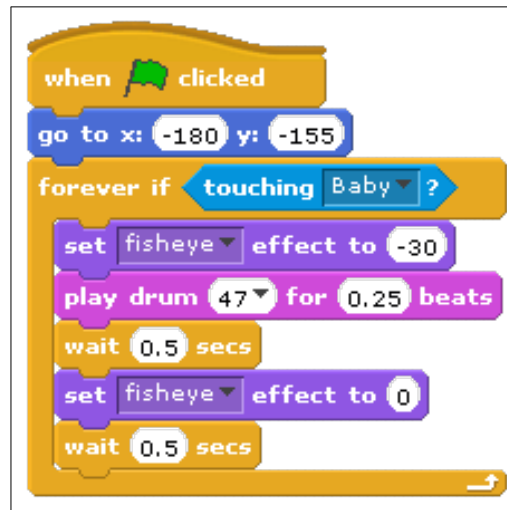 when clicked
go to x: -180 y: -155
forever if touching Baby ?
set fisheye effect to -30
play drum 47 for 0.25 beats
wait 0.5 secs
set fisheye effect to 0
wait 0.5 secs